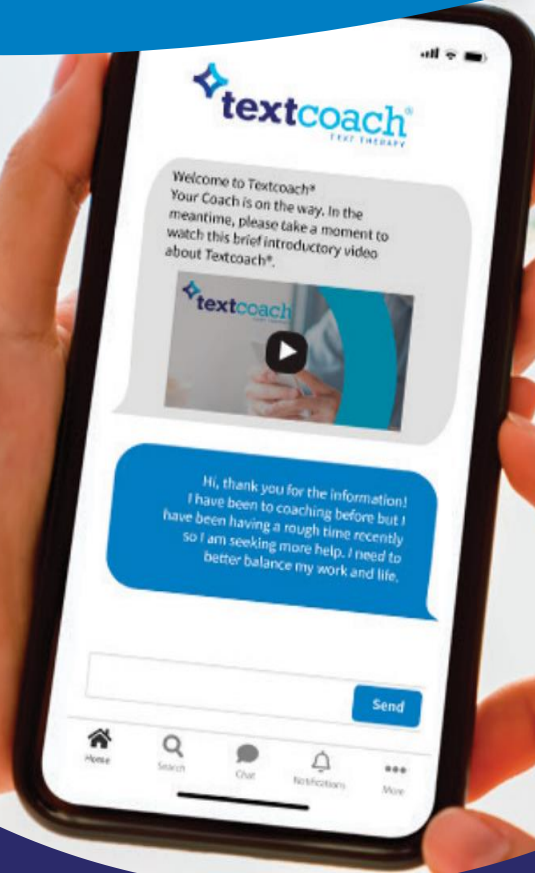 textcoach®
TEXT THERAPY
Welcome to Textcoach®
Your Coach is on the way. In the
meantime, please take a moment to
watch this brief introductory video
about Textcoach®.
textcoach
TEXT THERAPY
Hi, thank you for the information!
I have been to coaching before but I
have been having a rough time recently
so I am seeking more help. I need to
better balance my work and life.
Send
Home
Search
Chat
Notifications
More